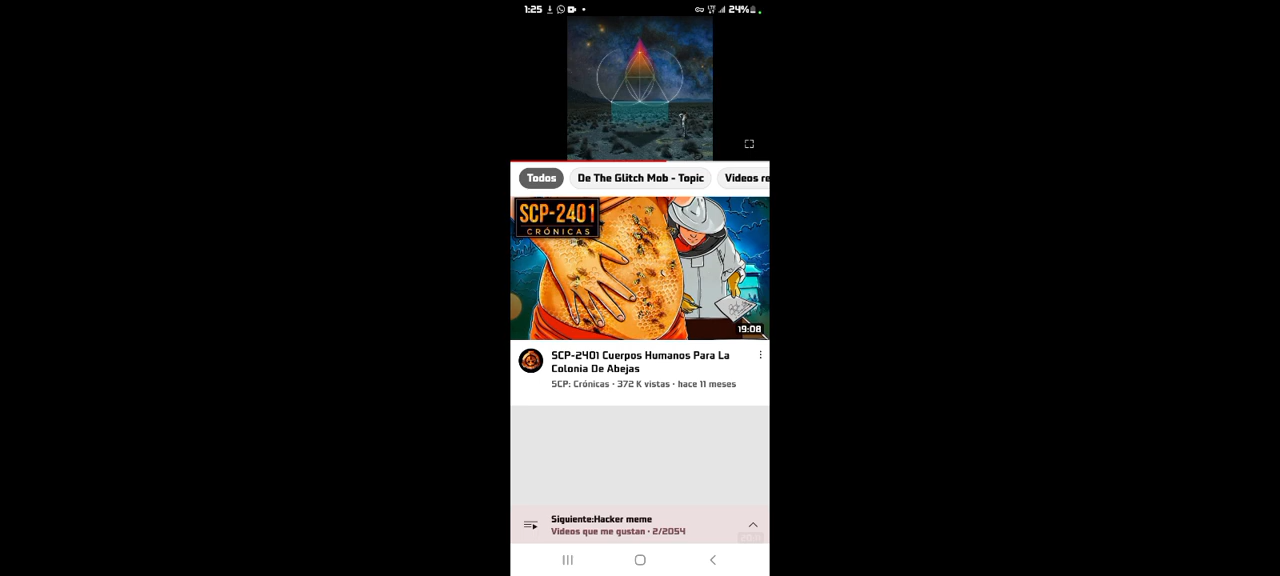 1:25
24%
Todos
De The Glitch Mob - Topic
Videos re
SCP-2401
CRÓNICAS
19:08
SCP-2401 Cuerpos Humanos Para La
Colonia De Abejas
SCP: Crónicas · 372 K vistas · hace 11 meses
Siguiente:Hacker meme
Videos que me gustan · 2/2054